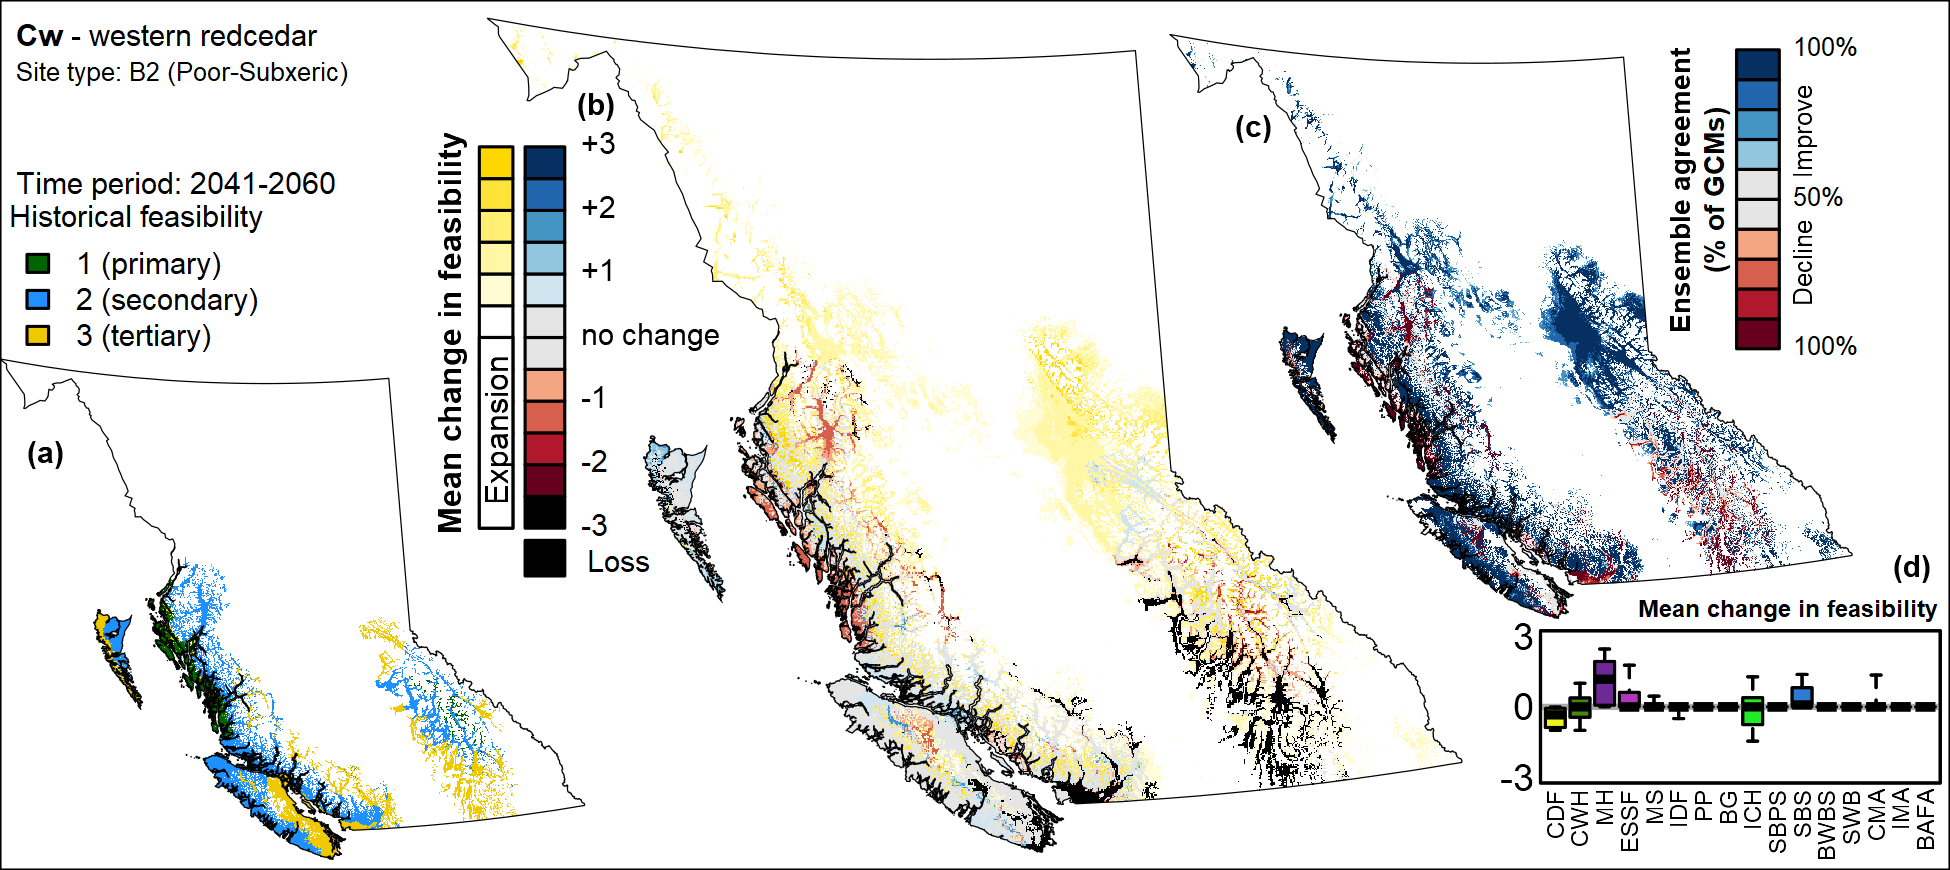 Cw - western redcedar
Site type: B2 (Poor-Subxeric)
Time period: 2041-2060
Historical feasibility
1 (primary)
2 (secondary)
3 (tertiary)
(a)
(b)
Mean change in feasibility
Expansion
+3
+2
+1
no change
-1
-2
-3
Loss
(c)
Ensemble agreement
(% of GCMs)
100%
Improve
50%
Decline
100%
(d)
Mean change in feasibility
3
0
-3
CDF
CWH
MH
ESSF
MS
IDF
PP
BG
ICH
SBPS
SBS
BWBS
SWB
CMA
IMA
BAFA